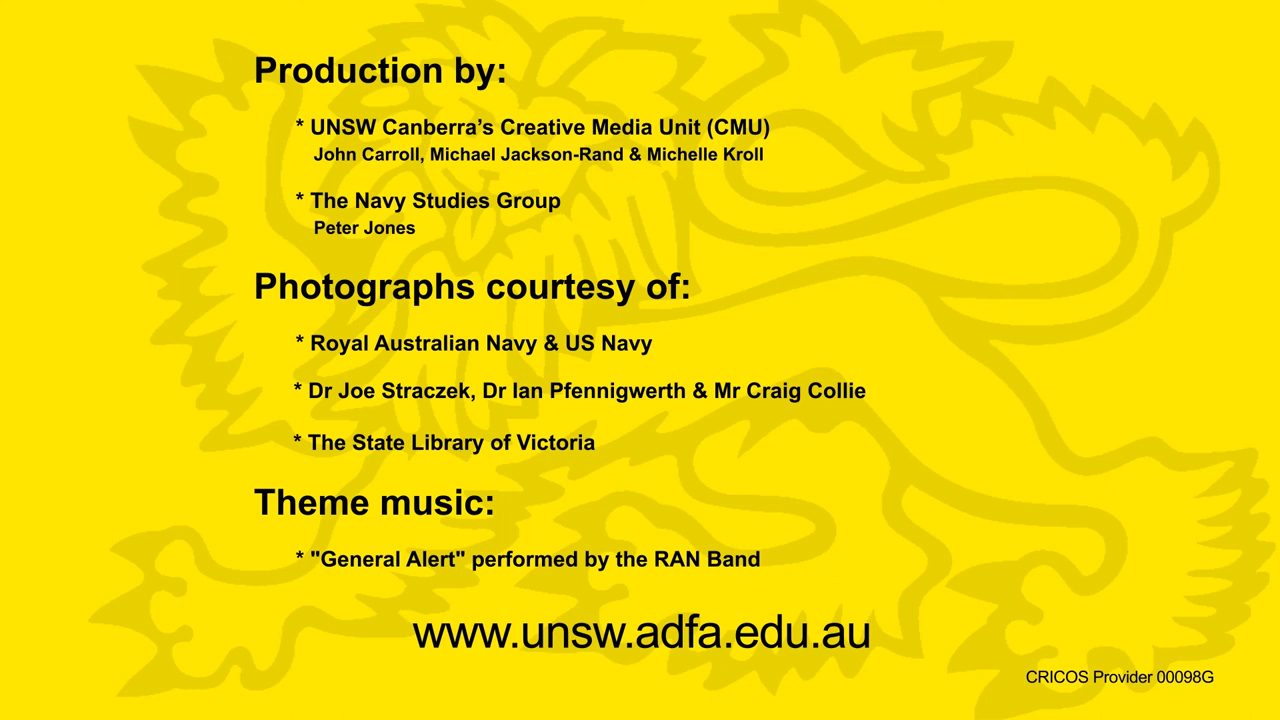 Production by:
* UNSW Canberra’s Creative Media Unit (CMU)
John Carroll, Michael Jackson-Rand & Michelle Kroll
* The Navy Studies Group
Peter Jones
Photographs courtesy of:
* Royal Australian Navy & US Navy
* Dr Joe Straczek, Dr Ian Pfennigwerth & Mr Craig Collie
* The State Library of Victoria
Theme music:
* "General Alert" performed by the RAN Band
www.unsw.adfa.edu.au
CRICOS Provider 00098G